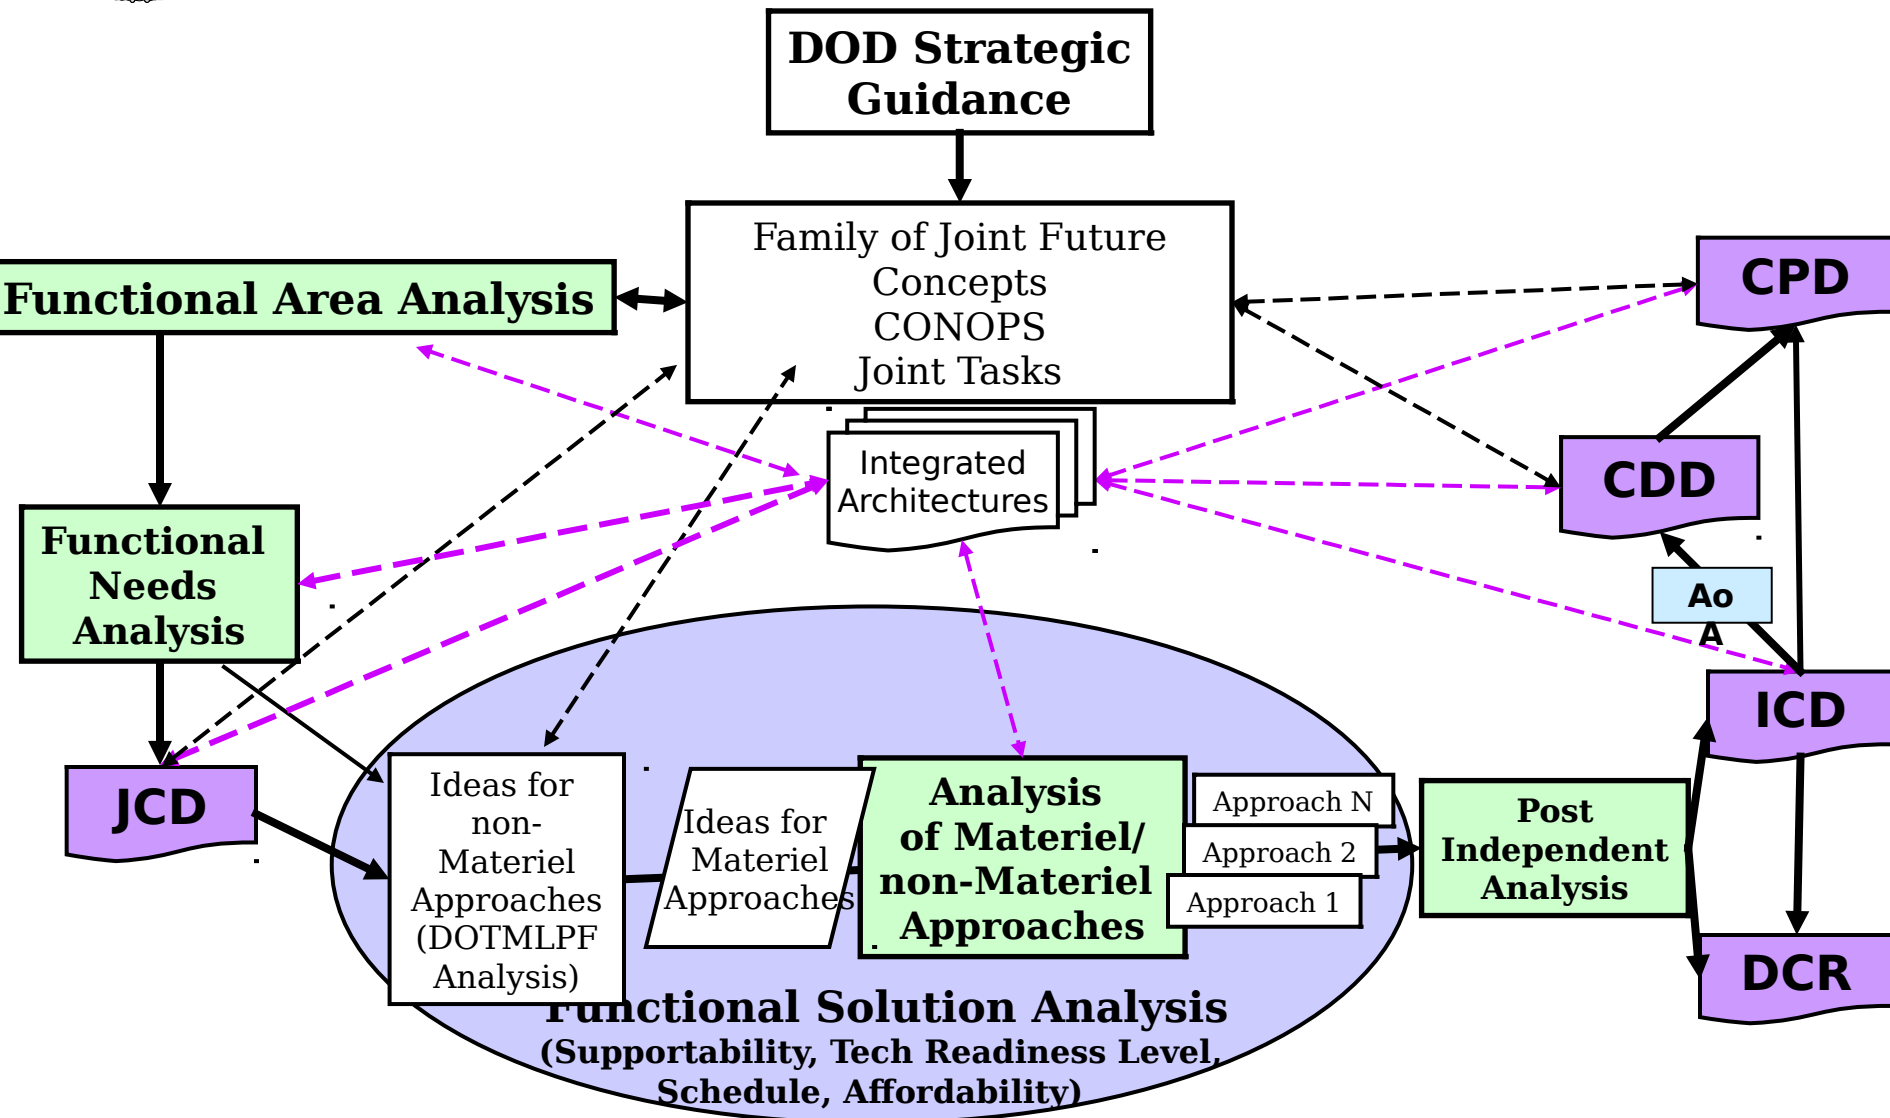 DOD Strategic
Guidance
Family of Joint Future
Concepts
CONOPS
Joint Tasks
Functional Area Analysis
CPD
Integrated
Architectures
CDD
Functional
Needs
Analysis
Ao
A
ICD
JCD
Ideas for
non-
Materiel
Approaches
(DOTMLPF
Analysis)
Ideas for
Materiel
Approaches
Analysis
of Materiel/
non-Materiel
Approaches
Approach N
Approach 2
Approach 1
Post
Independent
Analysis
DCR
Functional Solution Analysis
(Supportability, Tech Readiness Level,
Schedule, Affordability)